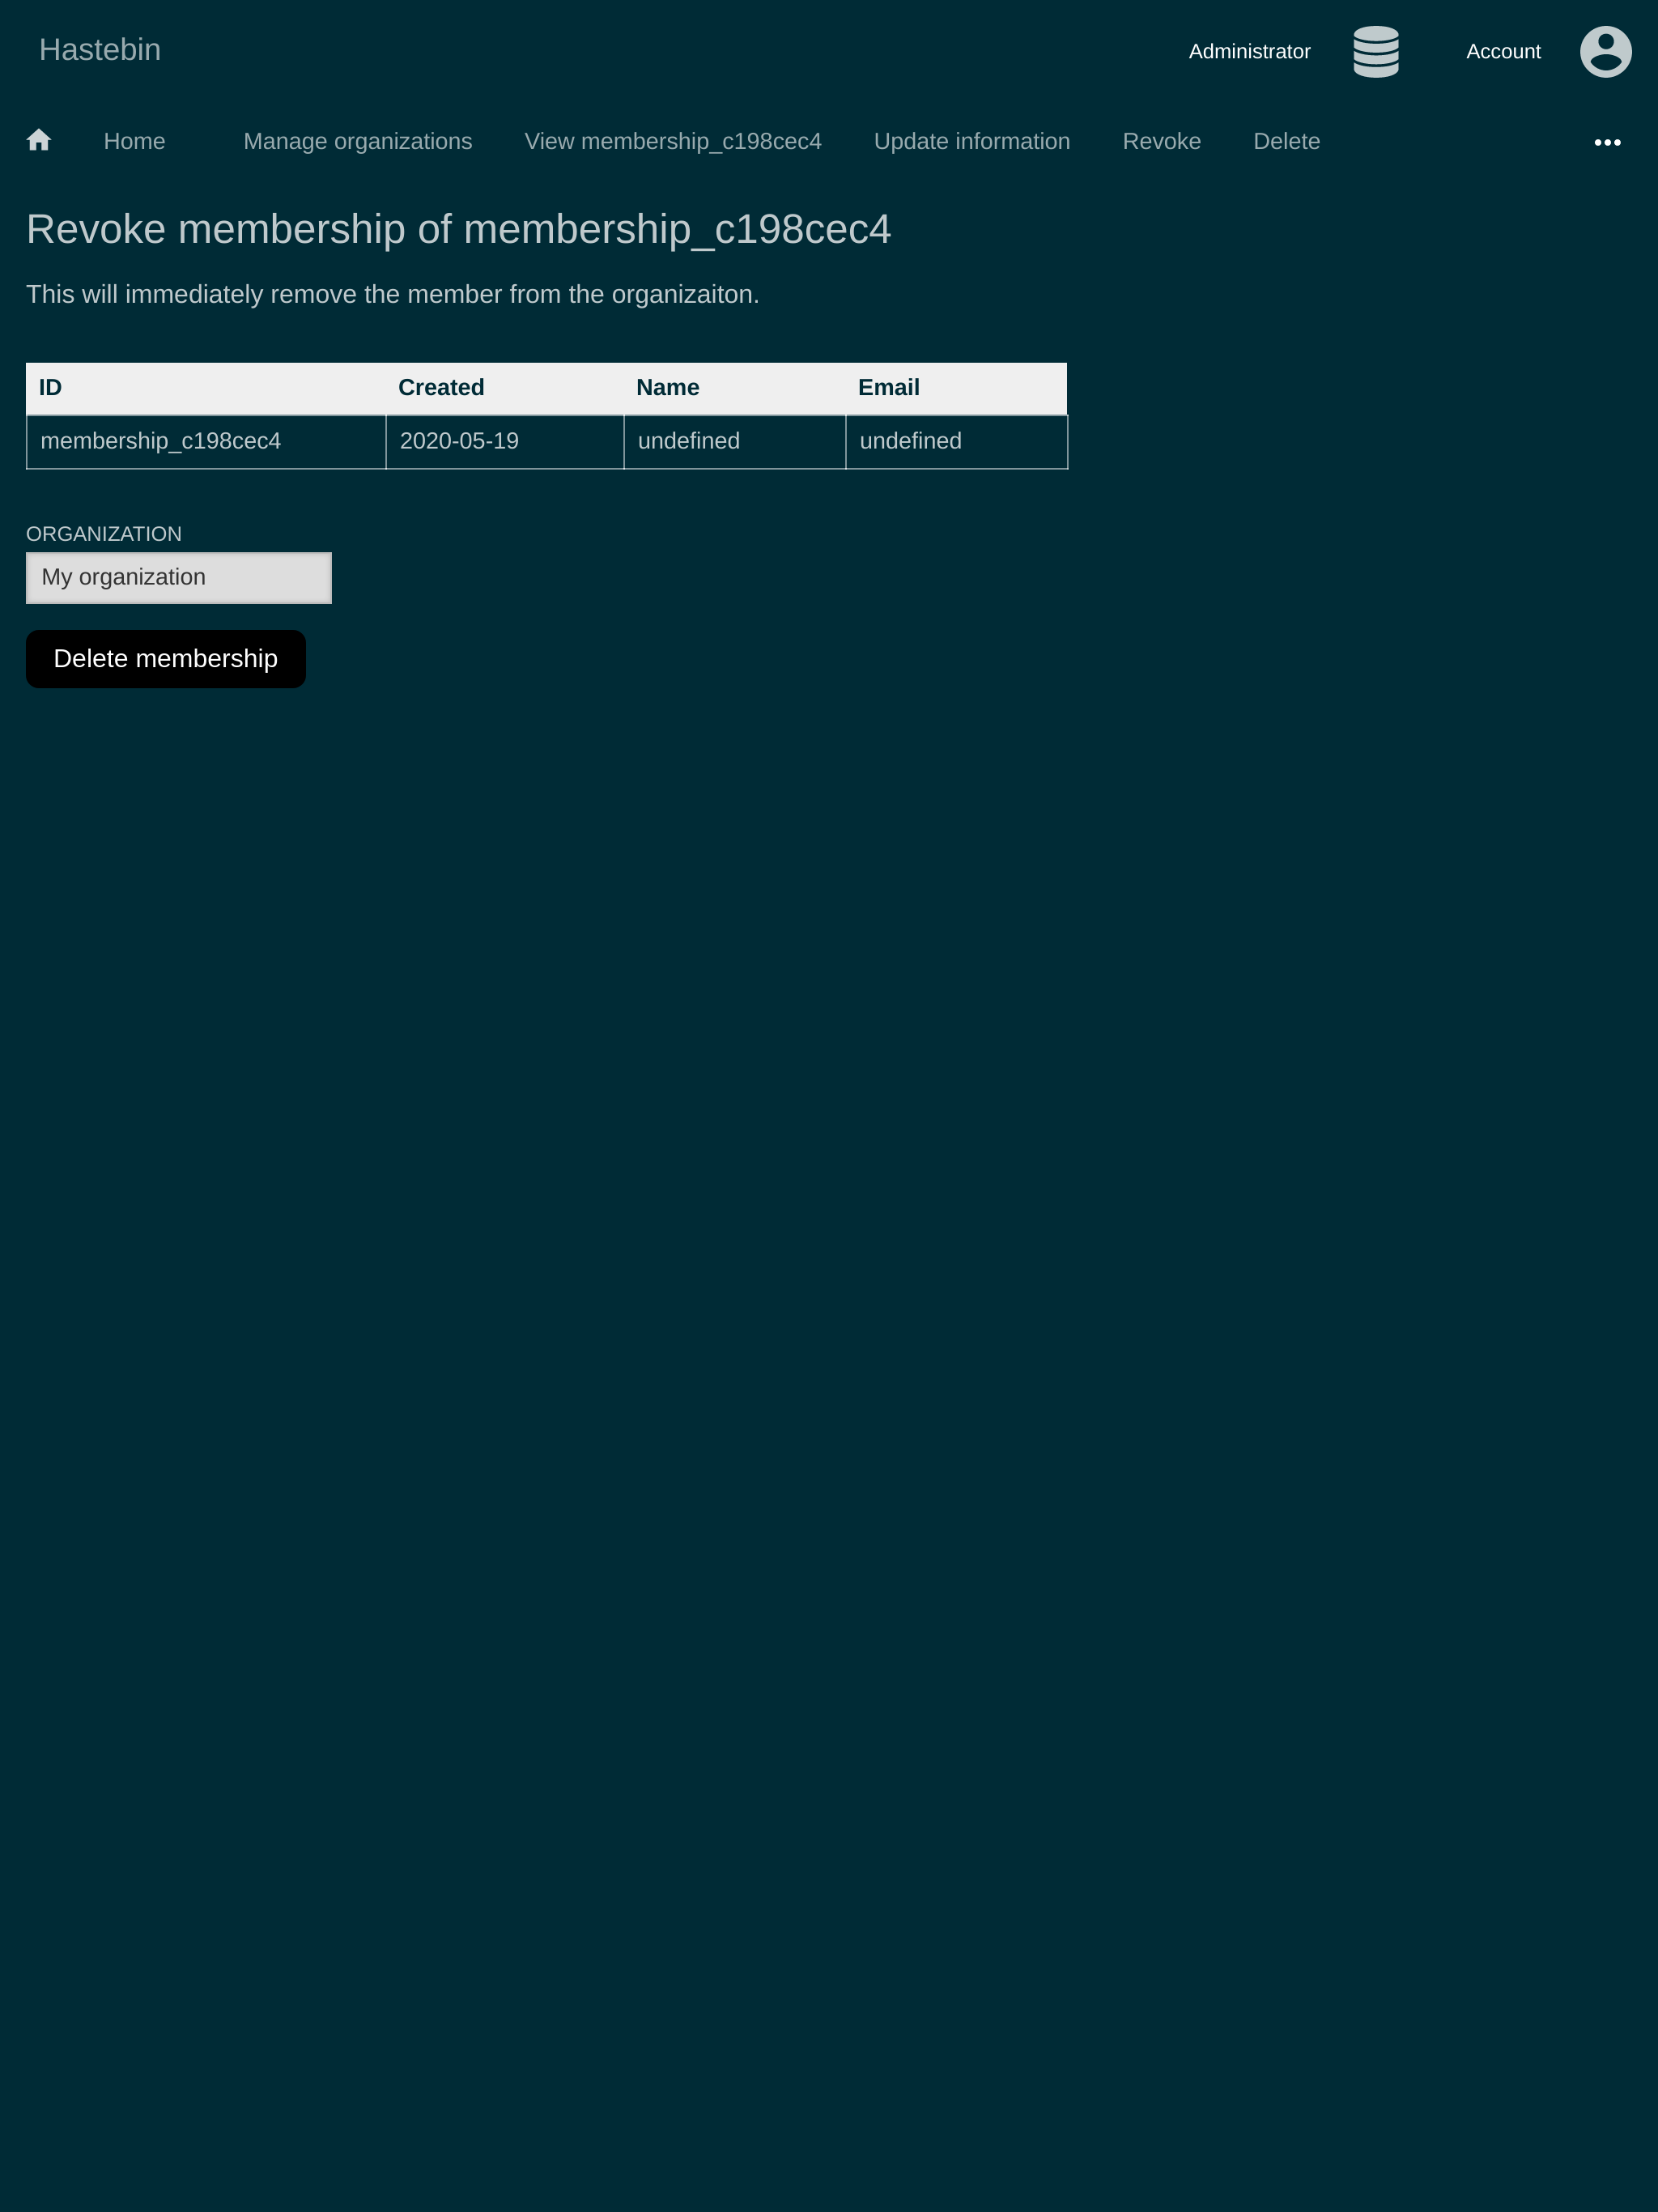 Hastebin
Administrator
Account
Home
Manage organizations
View membership_c198cec4
Update information
Revoke
Delete
Revoke membership of membership_c198cec4
This will immediately remove the member from the organizaiton.
ID Created Name Email
membership_c198cec4 2020-05-19 undefined undefined
ORGANIZATION
My organization
Delete membership